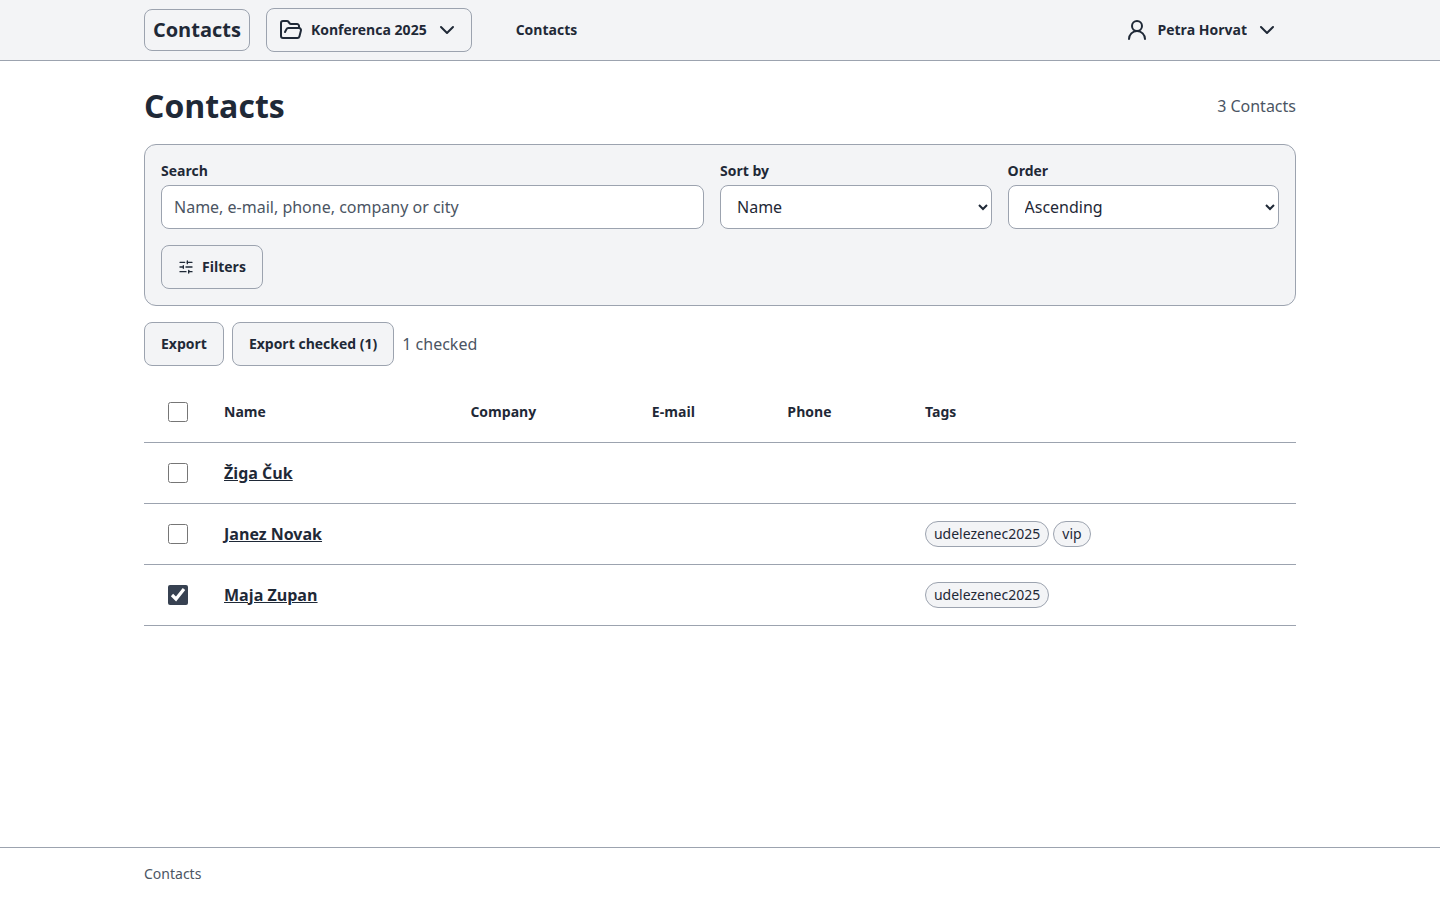 Contacts
Konferenca 2025
Contacts
Petra Horvat
Contacts
3 Contacts
Search
Sort by
Order
Name, e-mail, phone, company or city
Name
Ascending
Filters
Export
Export checked (1)
1 checked
Name
Company
E-mail
Phone
Tags
Žiga Čuk
Janez Novak
udelezenec2025
vip
Maja Zupan
udelezenec2025
Contacts